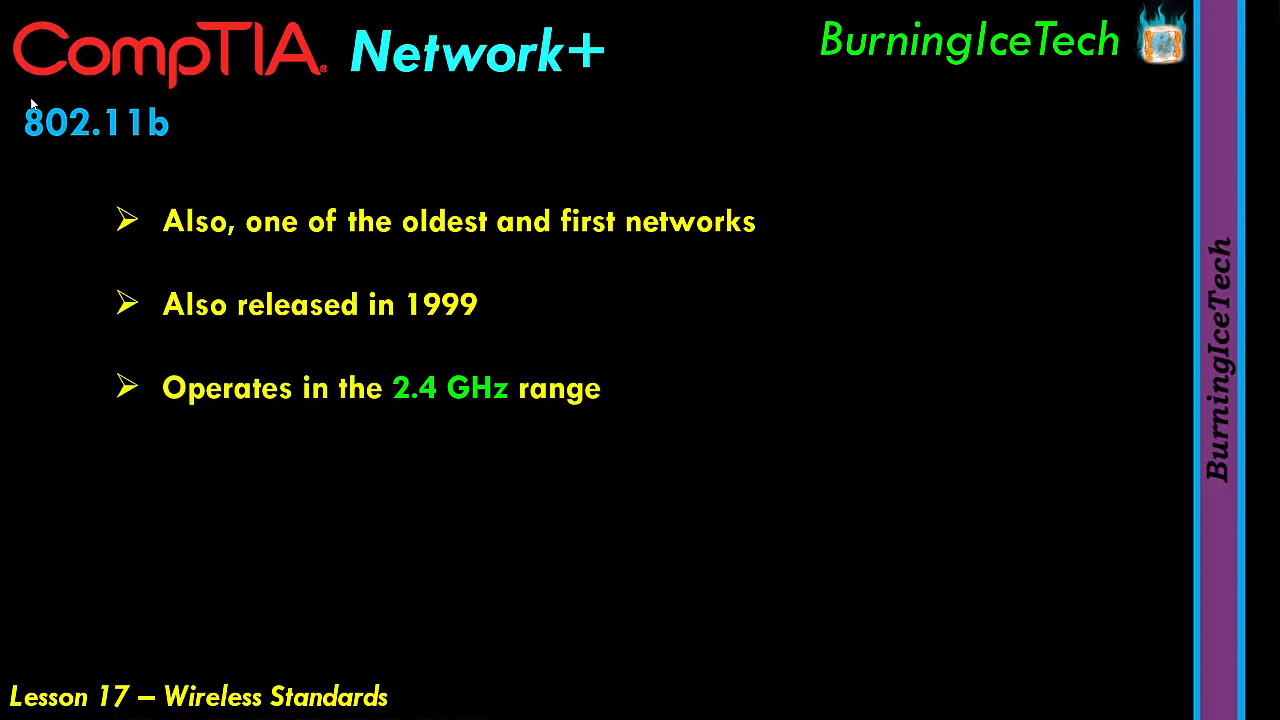 CompTIA® Network+
BurningIceTech
802.11b
Also, one of the oldest and first networks
Also released in 1999
Operates in the 2.4 GHz range
BurningIceTech
Lesson 17 – Wireless Standards